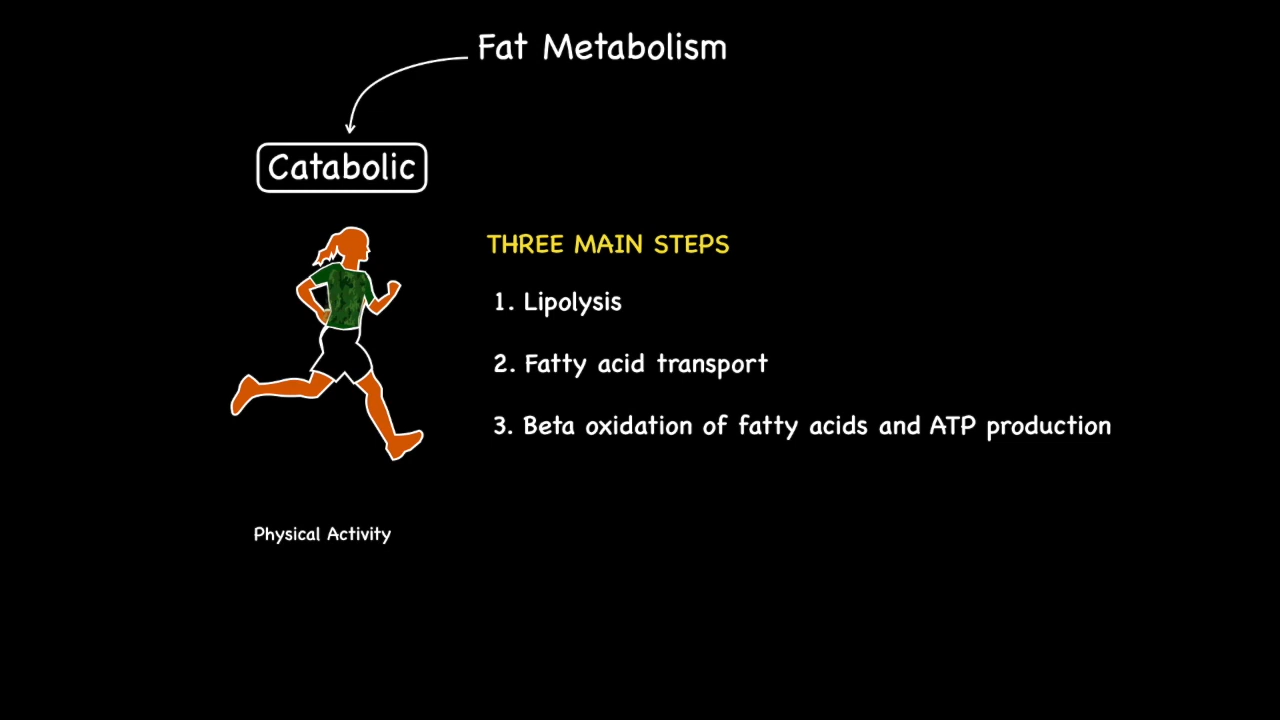 Fat Metabolism
Catabolic
THREE MAIN STEPS
1. Lipolysis
2. Fatty acid transport
3. Beta oxidation of fatty acids and ATP production
Physical Activity